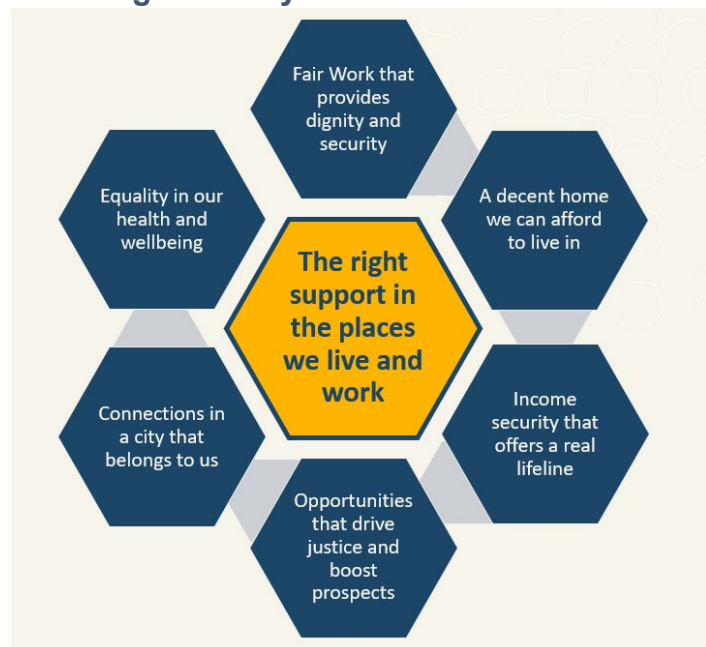 Fair Work that
provides
dignity and
security
A decent home
we can afford
to live in
Income
security that
offers a real
lifeline
Opportunities
that drive
justice and
boost
prospects
Connections in
a city that
belongs to us
Equality in our
health and
wellbeing
The right
support in
the places
we live and
work